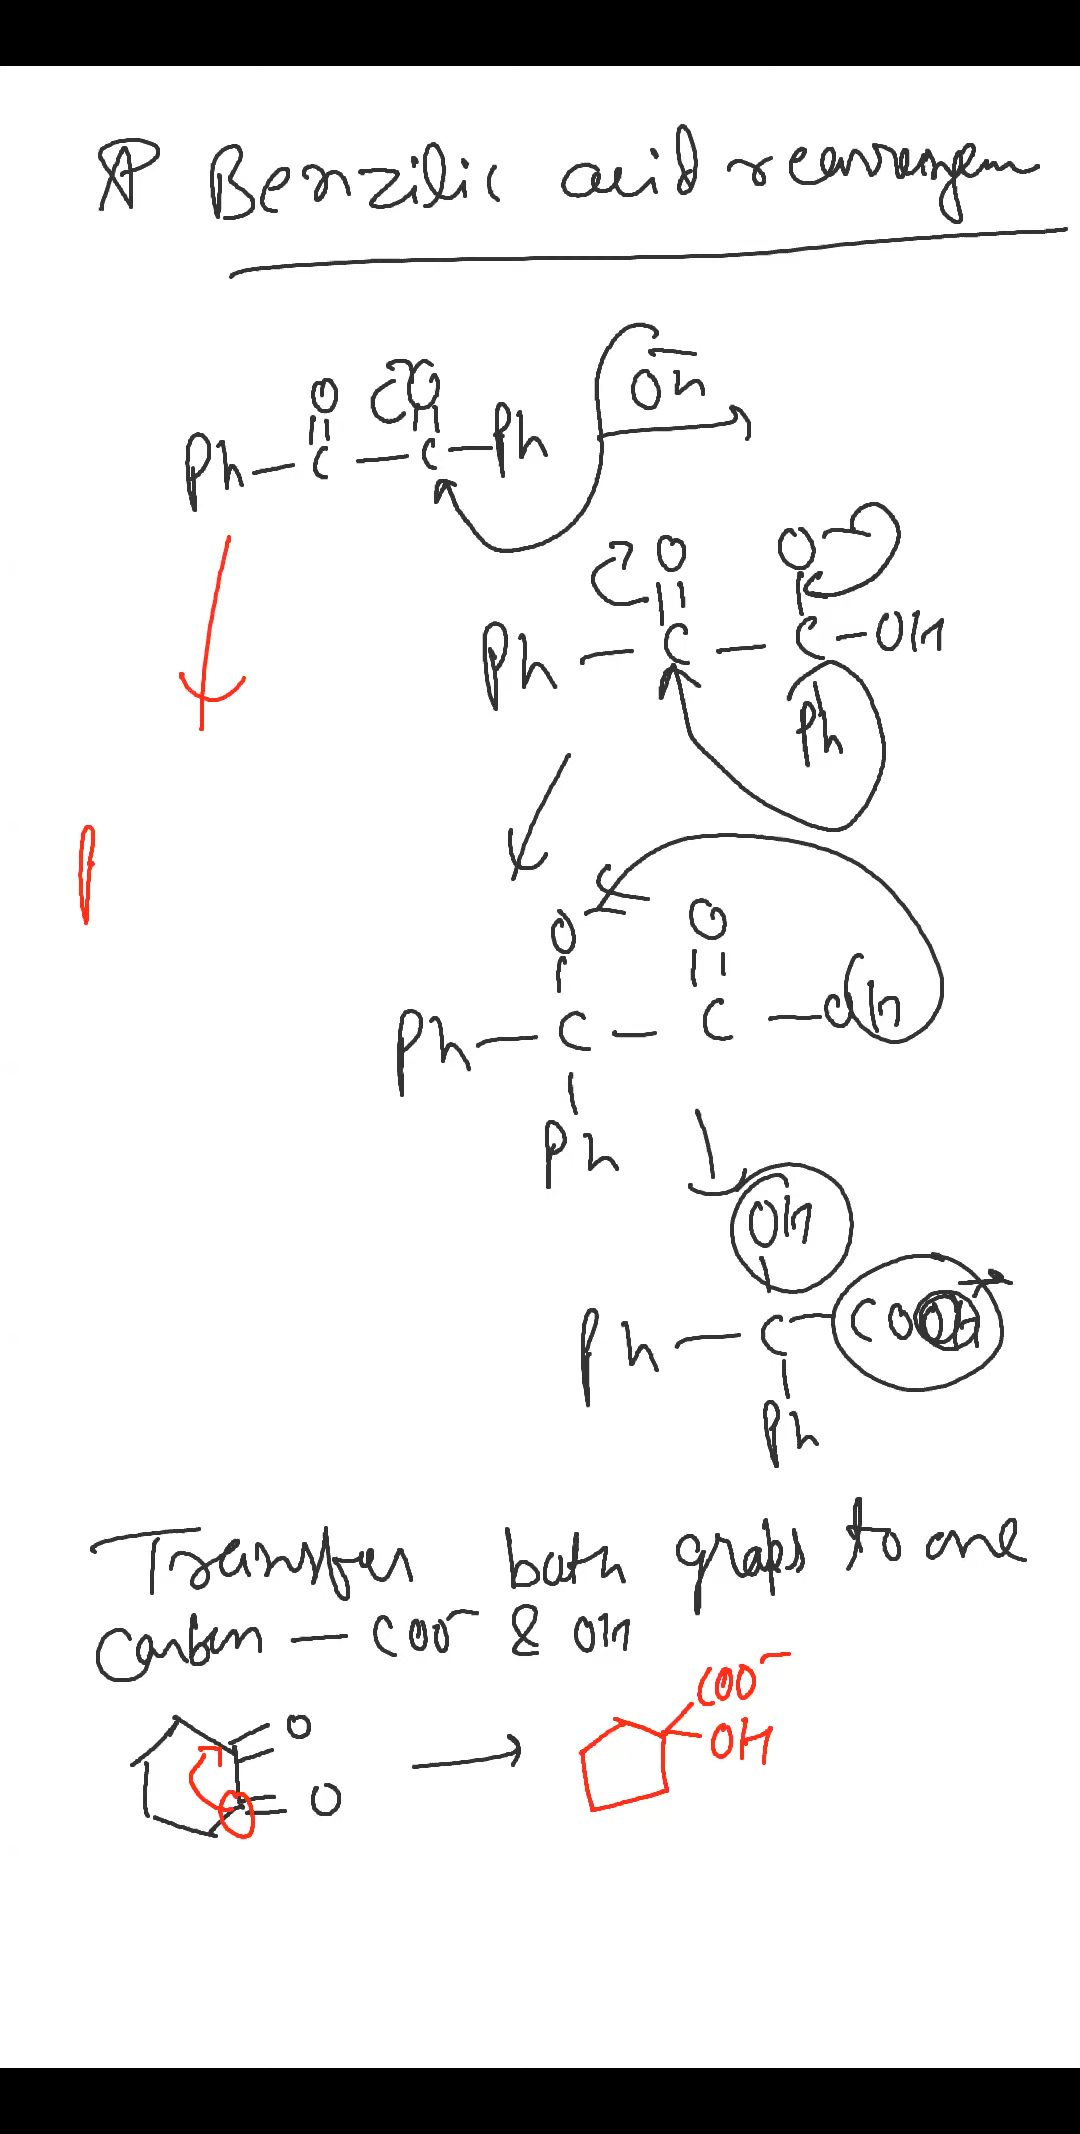 Benzilic acid rearrangem
O O OH
Ph - C - C - Ph
O O
Ph - C - C - OH
Ph
O O
Ph - C - C - OH
Ph
OH
Ph - C - COOH
Ph
Transfer both groups to one
Carbon - COO⁻ & OH
COO⁻
O OH
O